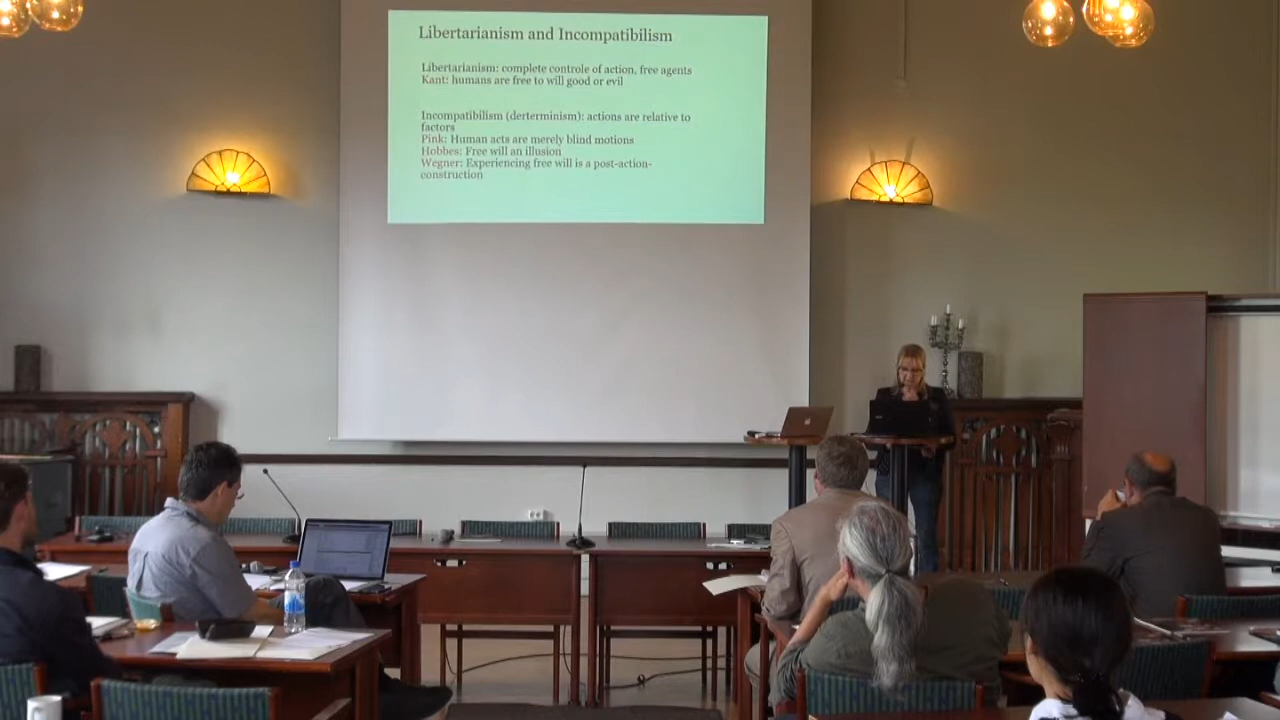 Libertarianism and Incompatibilism
Libertarianism: complete controle of action, free agents
Kant: humans are free to will good or evil
Incompatibilism (derterminism): actions are relative to
factors
Pink: Human acts are merely blind motions
Hobbes: Free will an illusion
Wegner: Experiencing free will is a post-action-
construction